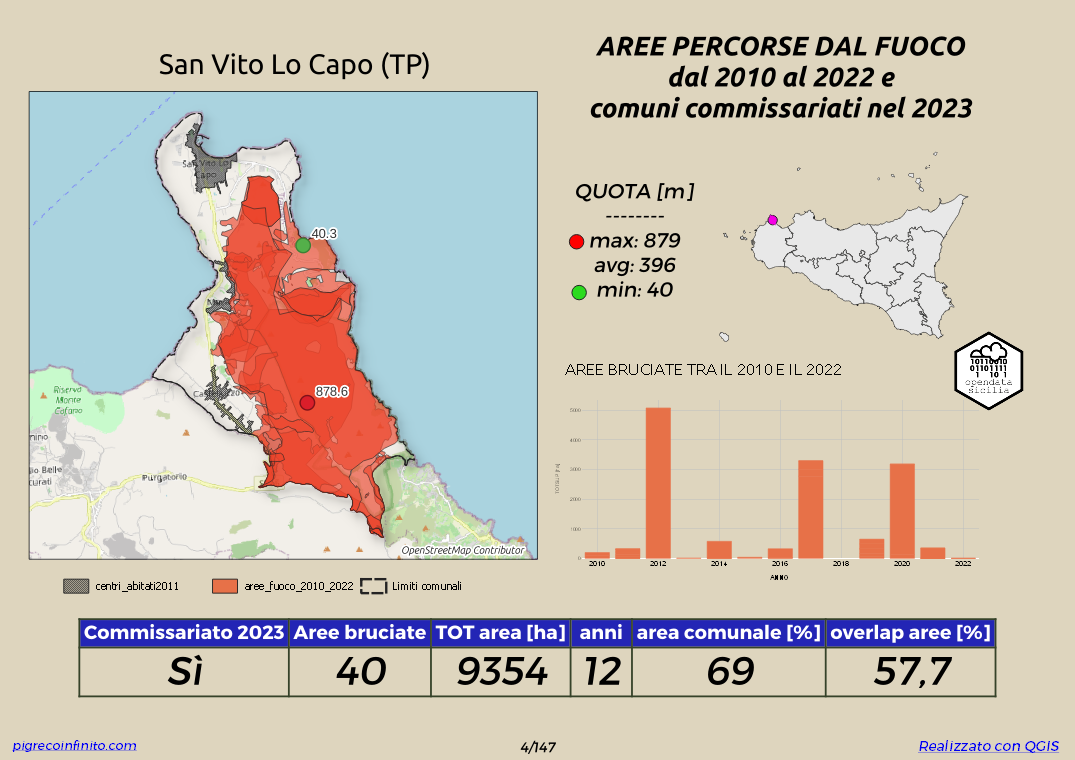 San Vito Lo Capo (TP)
AREE PERCORSE DAL FUOCO
dal 2010 al 2022 e
comuni commissariati nel 2023
San Vito Lo
Capo
40.3
878,6
Riserva
Monte
Cofano
Purgatorio
OpenStreetMap Contributor
QUOTA [m]
--------
max: 879
avg: 396
min: 40
10110010
01101111
1 10 1
opendata
sicilia
AREE BRUCIATE TRA IL 2010 E IL 2022
5000
4000
3000
2000
1000
0
2010 2012 2014 2016 2018 2020 2022
ANNO
centri_abitati2011 aree_fuoco_2010_2022 Limiti comunali
Commissariato 2023 Aree bruciate TOT area [ha] anni area comunale [%] overlap aree [%]
Sì 40 9354 12 69 57,7
pigrecoinfinito.com 4/147 Realizzato con QGIS